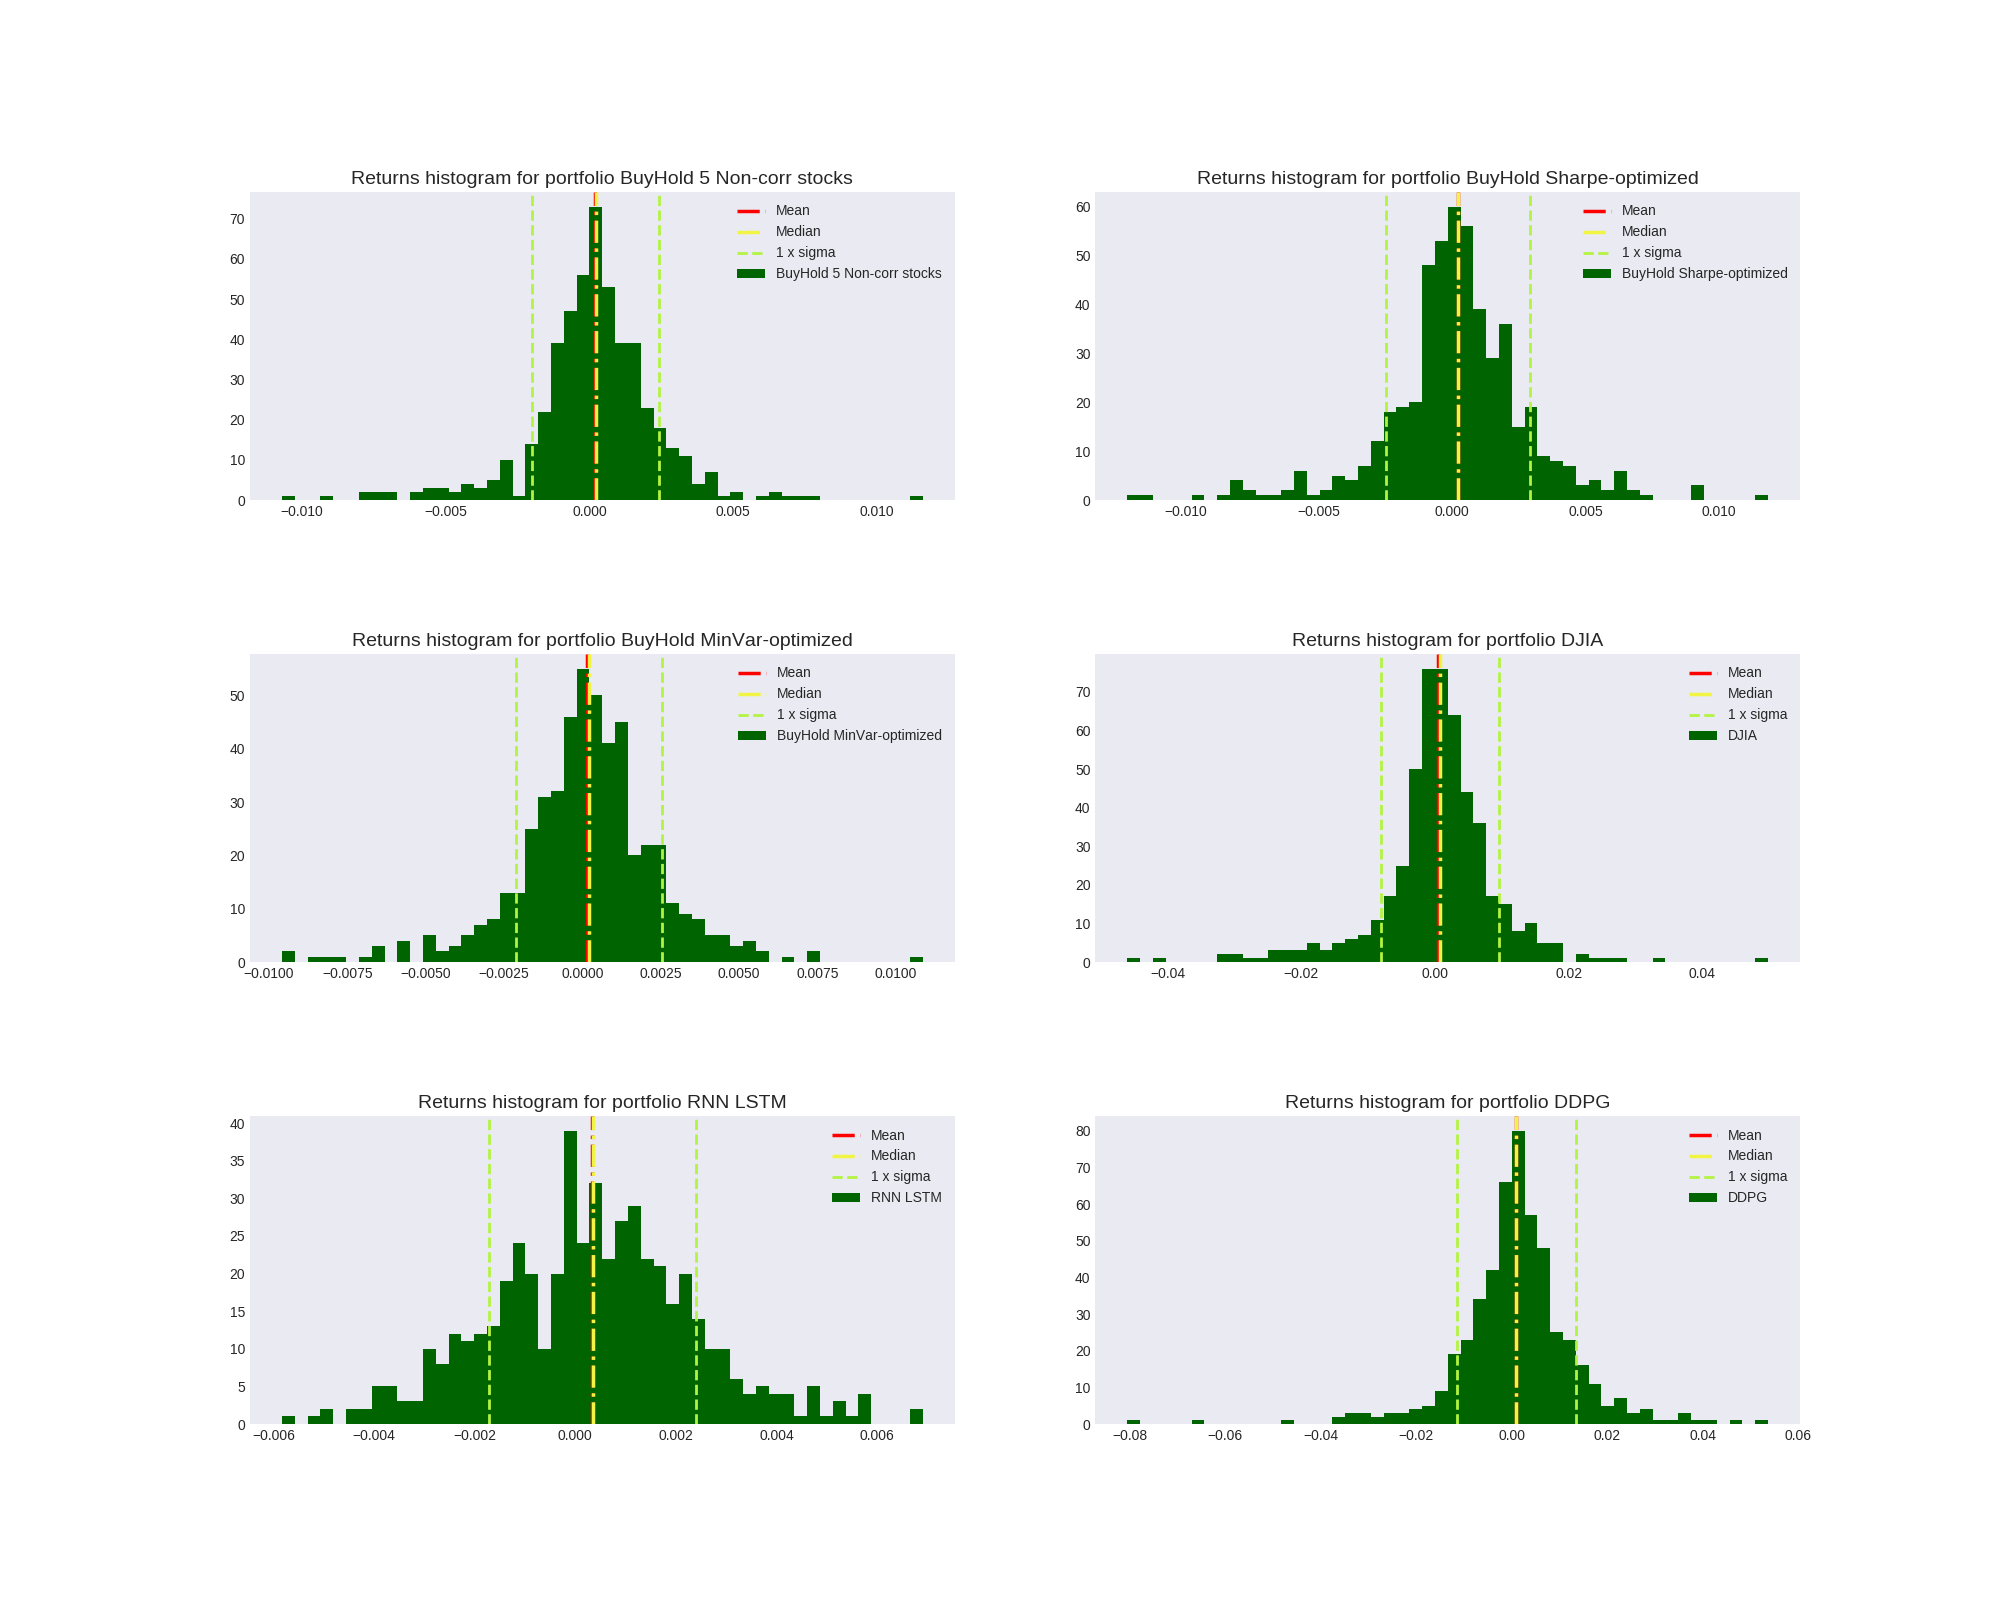 Returns histogram for portfolio BuyHold 5 Non-corr stocks
70
60
50
40
30
20
10
0
−0.010 −0.005 0.000 0.005 0.010
Mean
Median
1 x sigma
BuyHold 5 Non-corr stocks
Returns histogram for portfolio BuyHold Sharpe-optimized
60
50
40
30
20
10
0
−0.010 −0.005 0.000 0.005 0.010
Mean
Median
1 x sigma
BuyHold Sharpe-optimized
Returns histogram for portfolio BuyHold MinVar-optimized
50
40
30
20
10
0
−0.0100 −0.0075 −0.0050 −0.0025 0.0000 0.0025 0.0050 0.0075 0.0100
Mean
Median
1 x sigma
BuyHold MinVar-optimized
Returns histogram for portfolio DJIA
70
60
50
40
30
20
10
0
−0.04 −0.02 0.00 0.02 0.04
Mean
Median
1 x sigma
DJIA
Returns histogram for portfolio RNN LSTM
40
35
30
25
20
15
10
5
0
−0.006 −0.004 −0.002 0.000 0.002 0.004 0.006
Mean
Median
1 x sigma
RNN LSTM
Returns histogram for portfolio DDPG
80
70
60
50
40
30
20
10
0
−0.08 −0.06 −0.04 −0.02 0.00 0.02 0.04 0.06
Mean
Median
1 x sigma
DDPG